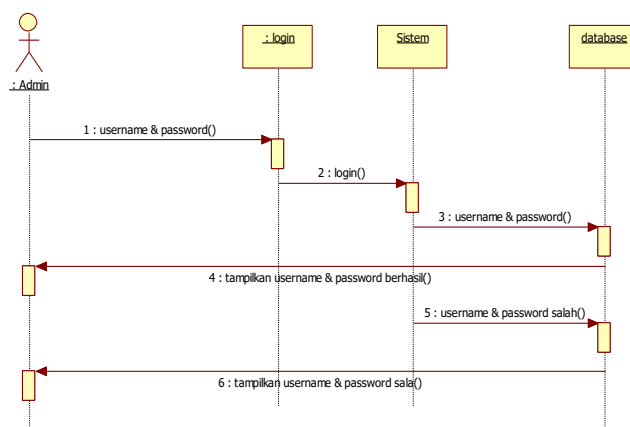 : login
Sistem
database
: Admin
1 : username & password()
2 : login()
3 : username & password()
4 : tampilkan username & password berhasil()
5 : username & password salah()
6 : tampilkan username & password sala()